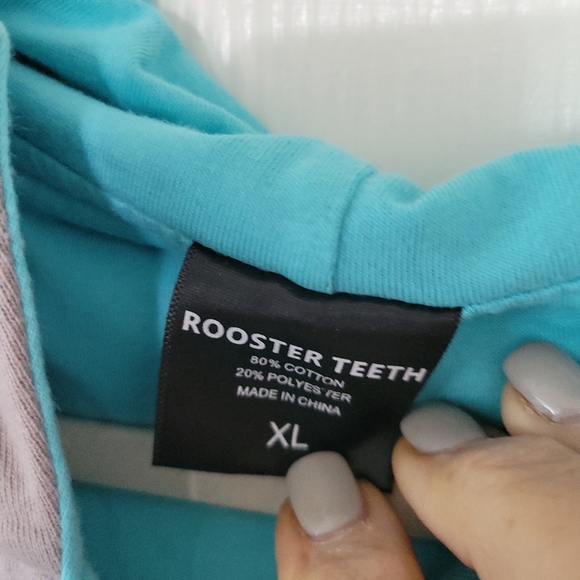 ROOSTER TEETH
80% COTTON
20% POLYESTER
MADE IN CHINA
XL